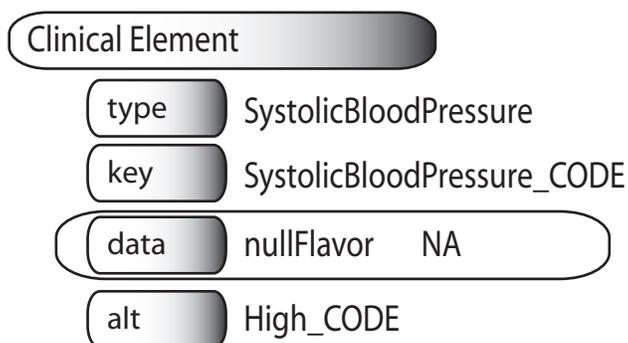 Clinical Element
type SystolicBloodPressure
key SystolicBloodPressure_CODE
data nullFlavor NA
alt High_CODE